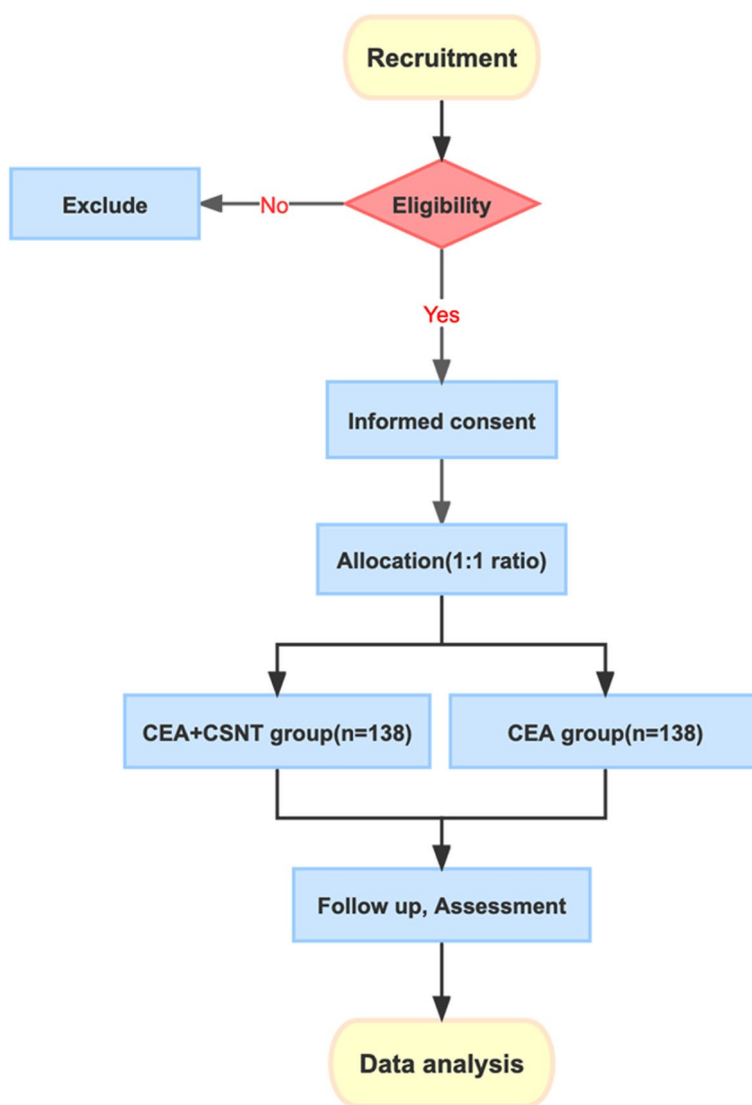 Recruitment
Eligibility
No
Exclude
Yes
Informed consent
Allocation(1:1 ratio)
CEA+CSNT group(n=138)
CEA group(n=138)
Follow up, Assessment
Data analysis